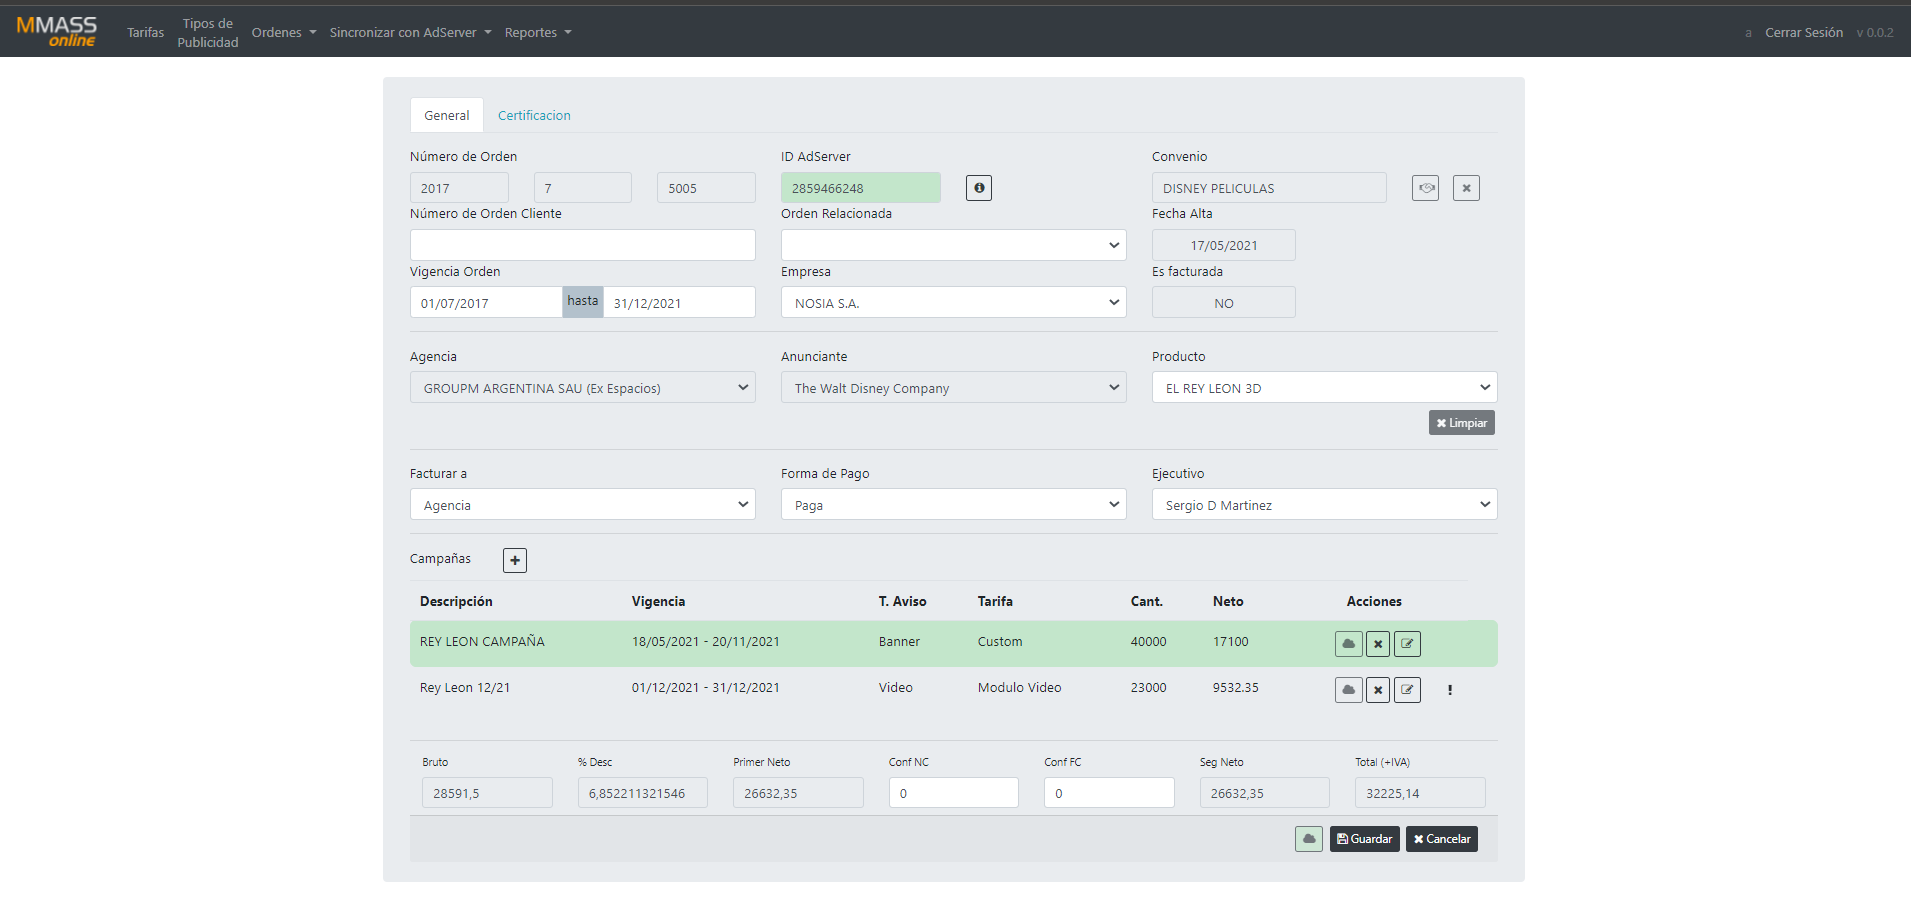 MMASS
online
Tarifas
Tipos de
Publicidad
Ordenes
Sincronizar con AdServer
Reportes
a
Cerrar Sesión
v 0.0.2
General
Certificacion
Número de Orden
ID AdServer
Convenio
2017
7
5005
2859466248
DISNEY PELICULAS
Número de Orden Cliente
Orden Relacionada
Fecha Alta
17/05/2021
Vigencia Orden
Empresa
Es facturada
01/07/2017
hasta
31/12/2021
NOSIA S.A.
NO
Agencia
Anunciante
Producto
GROUPM ARGENTINA SAU (Ex Espacios)
The Walt Disney Company
EL REY LEON 3D
Limpiar
Facturar a
Forma de Pago
Ejecutivo
Agencia
Paga
Sergio D Martinez
Campañas
Descripción Vigencia T. Aviso Tarifa Cant. Neto Acciones
REY LEON CAMPAÑA 18/05/2021 - 20/11/2021 Banner Custom 40000 17100
Rey Leon 12/21 01/12/2021 - 31/12/2021 Video Modulo Video 23000 9532.35 !
Bruto % Desc Primer Neto Conf NC Conf FC Seg Neto Total (+IVA)
28591,5 6,852211321546 26632,35 0 0 26632,35 32225,14
Guardar
Cancelar